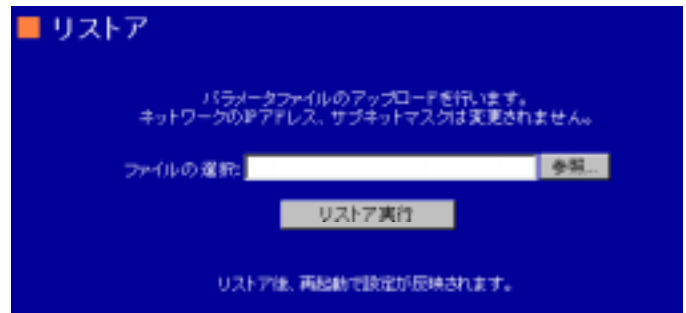 リストア
パラメータファイルのアップロードを行います。
ネットワークのIPアドレス、サブネットマスクは変更されません。
ファイルの選択:
参照...
リストア実行
リストア後、再起動で設定が反映されます。